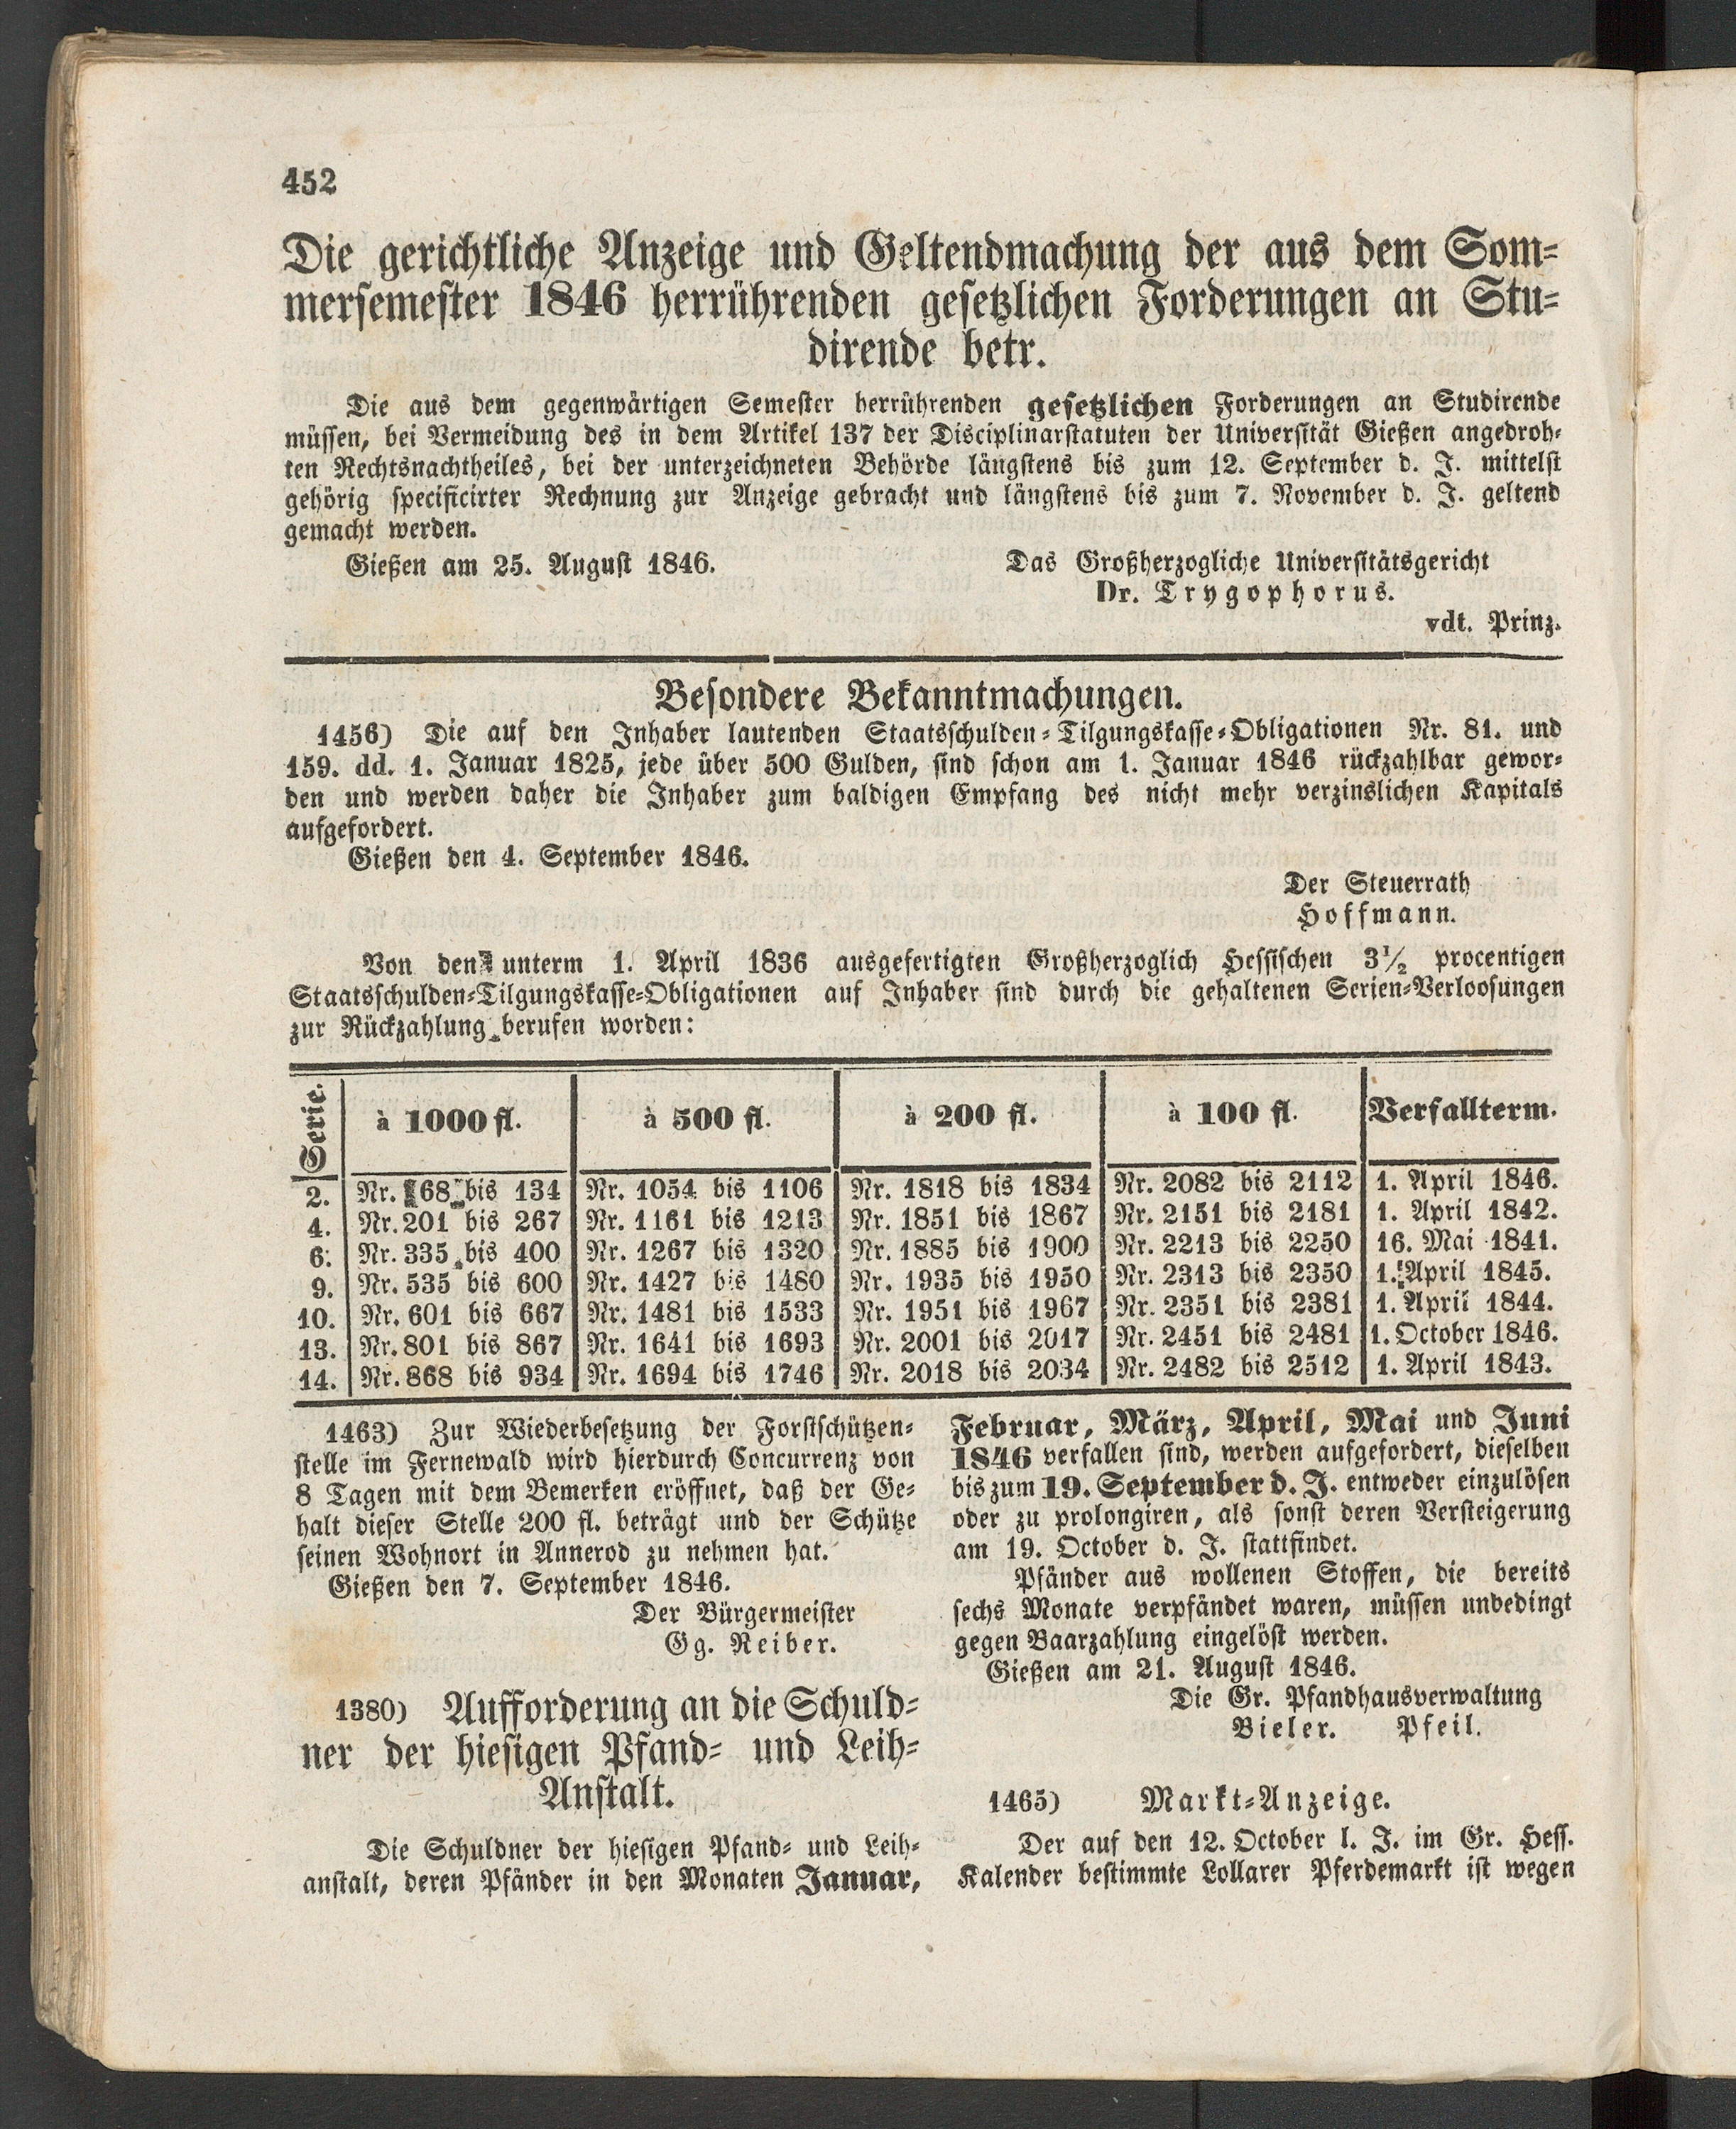 452
Die gerichtliche Anzeige und Geltendmachung der aus dem Som-
mersemester 1846 herrührenden gesetzlichen Forderungen an Stu-
dirende betr.
Die aus dem gegenwärtigen Semester herrührenden gesetzlichen Forderungen an Studirende
müssen, bei Vermeidung des in dem Artikel 137 der Disciplinarstatuten der Universität Gießen angedroh-
ten Rechtsnachtheiles, bei der unterzeichneten Behörde längstens bis zum 12. September d. J. mittelst
gehörig specificirter Rechnung zur Anzeige gebracht und längstens bis zum 7. November d. J. geltend
gemacht werden.
Gießen am 25. August 1846. Das Großherzogliche Universitätsgericht
Dr. Trygophorus.
vdt. Prinz.
Besondere Bekanntmachungen.
1456) Die auf den Inhaber lautenden Staatsschulden-Tilgungskasse-Obligationen Nr. 81. und
159. dd. 1. Januar 1825, jede über 500 Gulden, sind schon am 1. Januar 1846 rückzahlbar gewor-
den und werden daher die Inhaber zum baldigen Empfang des nicht mehr verzinslichen Kapitals
aufgefordert.
Gießen den 4. September 1846.
Der Steuerrath
Hoffmann.
Von den unterm 1. April 1836 ausgefertigten Großherzoglich Hessischen 3½ procentigen
Staatsschulden-Tilgungskasse-Obligationen auf Inhaber sind durch die gehaltenen Serien-Verloosungen
zur Rückzahlung berufen worden:
Serie. à 1000 fl. à 500 fl. à 200 fl. à 100 fl. Verfallterm.
2. Nr. 68 bis 134 Nr. 1054 bis 1106 Nr. 1818 bis 1834 Nr. 2082 bis 2112 1. April 1846.
4. Nr. 201 bis 267 Nr. 1161 bis 1213 Nr. 1851 bis 1867 Nr. 2151 bis 2181 1. April 1842.
6. Nr. 335 bis 400 Nr. 1267 bis 1320 Nr. 1885 bis 1900 Nr. 2213 bis 2250 16. Mai 1841.
9. Nr. 535 bis 600 Nr. 1427 bis 1480 Nr. 1935 bis 1950 Nr. 2313 bis 2350 1. April 1845.
10. Nr. 601 bis 667 Nr. 1481 bis 1533 Nr. 1951 bis 1967 Nr. 2351 bis 2381 1. April 1844.
13. Nr. 801 bis 867 Nr. 1641 bis 1693 Nr. 2001 bis 2017 Nr. 2451 bis 2481 1. October 1846.
14. Nr. 868 bis 934 Nr. 1694 bis 1746 Nr. 2018 bis 2034 Nr. 2482 bis 2512 1. April 1843.
1463) Zur Wiederbesetzung der Forstschützen-
stelle im Fernewald wird hierdurch Concurrenz von
8 Tagen mit dem Bemerken eröffnet, daß der Ge-
halt dieser Stelle 200 fl. beträgt und der Schütze
seinen Wohnort in Annerod zu nehmen hat.
Gießen den 7. September 1846.
Der Bürgermeister
Gg. Reiber.
1380) Aufforderung an die Schuld-
ner der hiesigen Pfand- und Leih-
Anstalt.
Die Schuldner der hiesigen Pfand- und Leih-
anstalt, deren Pfänder in den Monaten Januar,
Februar, März, April, Mai und Juni
1846 verfallen sind, werden aufgefordert, dieselben
bis zum 19. September d. J. entweder einzulösen
oder zu prolongiren, als sonst deren Versteigerung
am 19. October d. J. stattfindet.
Pfänder aus wollenen Stoffen, die bereits
sechs Monate verpfändet waren, müssen unbedingt
gegen Baarzahlung eingelöst werden.
Gießen am 21. August 1846.
Die Gr. Pfandhausverwaltung
Bieler. Pfeil.
1465) Markt-Anzeige.
Der auf den 12. October l. J. im Gr. Hess.
Kalender bestimmte Lollarer Pferdemarkt ist wegen